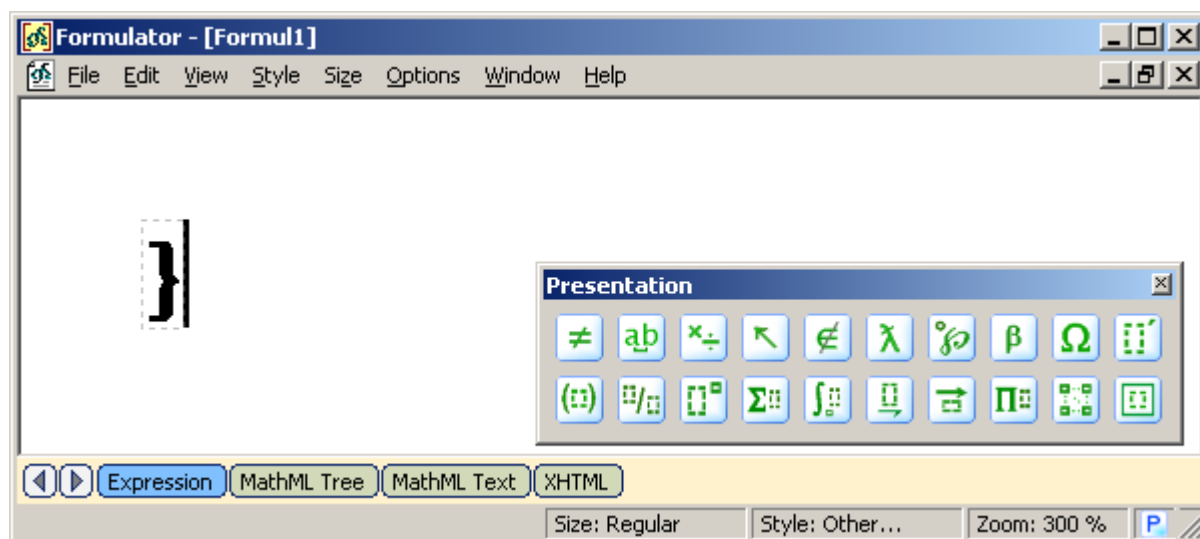 Formulator - [Formul1]
File Edit View Style Size Options Window Help
}
Presentation
≠ ab ×÷ ↖ ∉ λ °℘ β Ω ′
( ) / Σ ∫ → Π
Expression MathML Tree MathML Text XHTML
Size: Regular Style: Other... Zoom: 300 % P